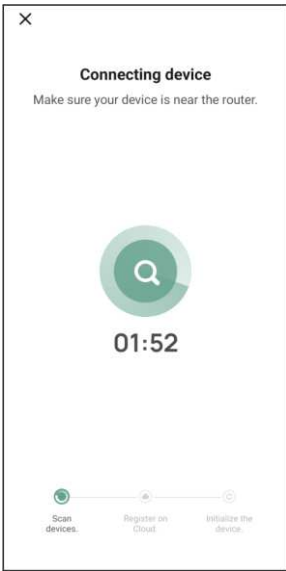 Connecting device
Make sure your device is near the router.
01:52
Scan
devices.
Register on
Cloud
Initialize the
device.